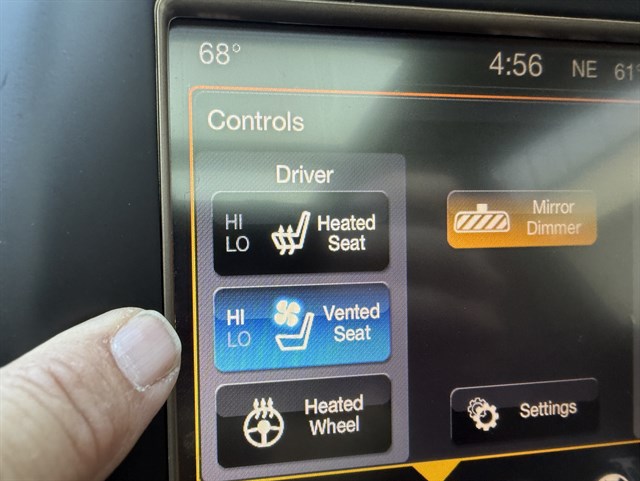 68°
4:56 NE 61°
Controls
Driver
HI
LO
Heated
Seat
Mirror
Dimmer
HI
LO
Vented
Seat
Heated
Wheel
Settings